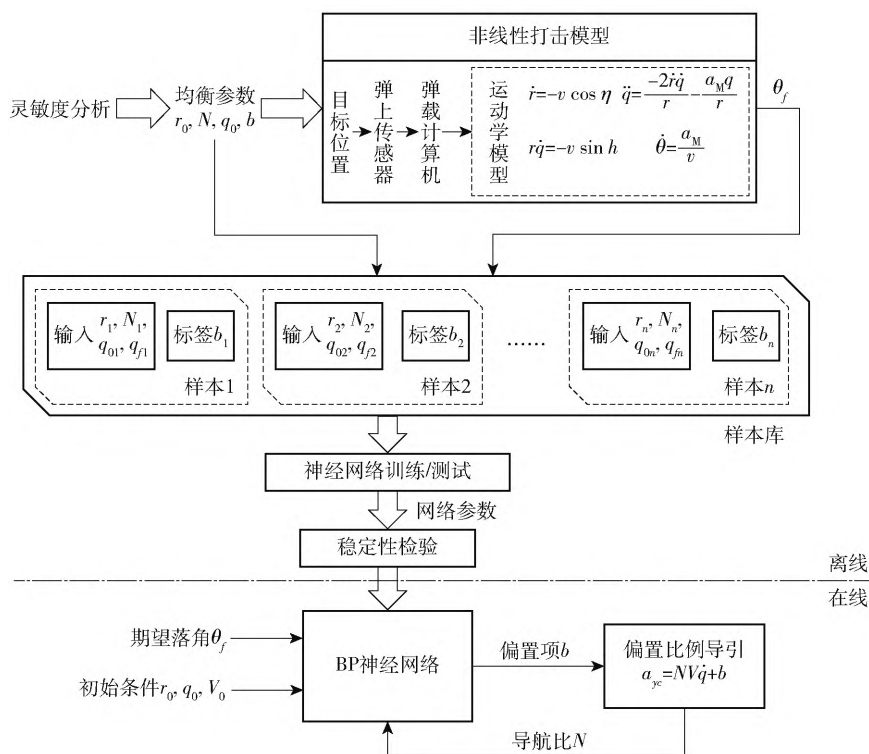 非线性打击模型
灵敏度分析
均衡参数
r₀, N, q₀, b
目标位置
弹上传感器
弹载计算机
运动学模型
ṙ=-v cos η
q̈=(-2ṙq̇)/r-(a_M q)/r
rq̇=-v sin h
θ̇=a_M/v
θ_f
输入 r₁, N₁,
q₀₁, q_f1
标签b₁
样本1
输入 r₂, N₂,
q₀₂, q_f2
标签b₂
样本2
……
输入 r_n, N_n,
q_0n, q_fn
标签b_n
样本n
样本库
神经网络训练/测试
网络参数
稳定性检验
离线
在线
期望落角θ_f
初始条件r₀, q₀, V₀
BP神经网络
偏置项b
偏置比例导引
a_yc=NVq̇+b
导航比N